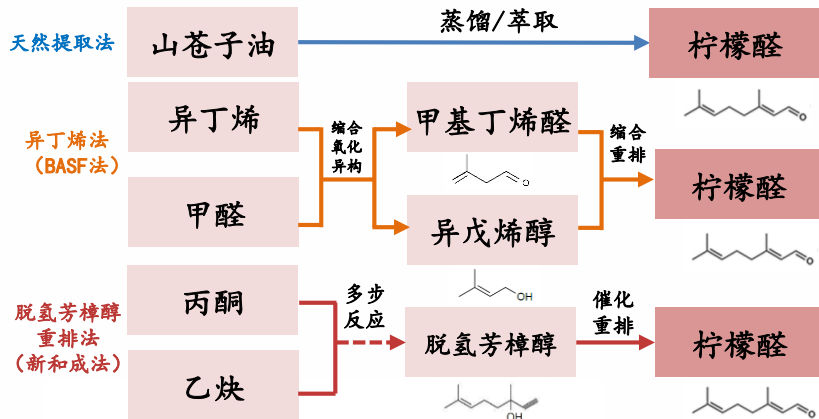 天然提取法
山苍子油
蒸馏/萃取
柠檬醛
O
异丁烯法
（BASF法）
异丁烯
甲醛
缩合
氧化
异构
甲基丁烯醛
O
异戊烯醇
OH
缩合
重排
柠檬醛
O
脱氢芳樟醇
重排法
（新和成法）
丙酮
乙炔
多步
反应
脱氢芳樟醇
OH
催化
重排
柠檬醛
O